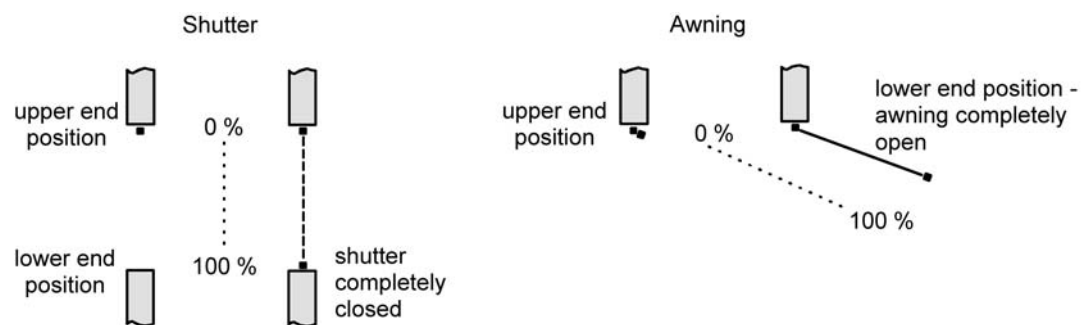 Shutter
upper end
position
0 %
lower end
position
100 %
shutter
completely
closed
Awning
upper end
position
0 %
lower end position -
awning completely
open
100 %